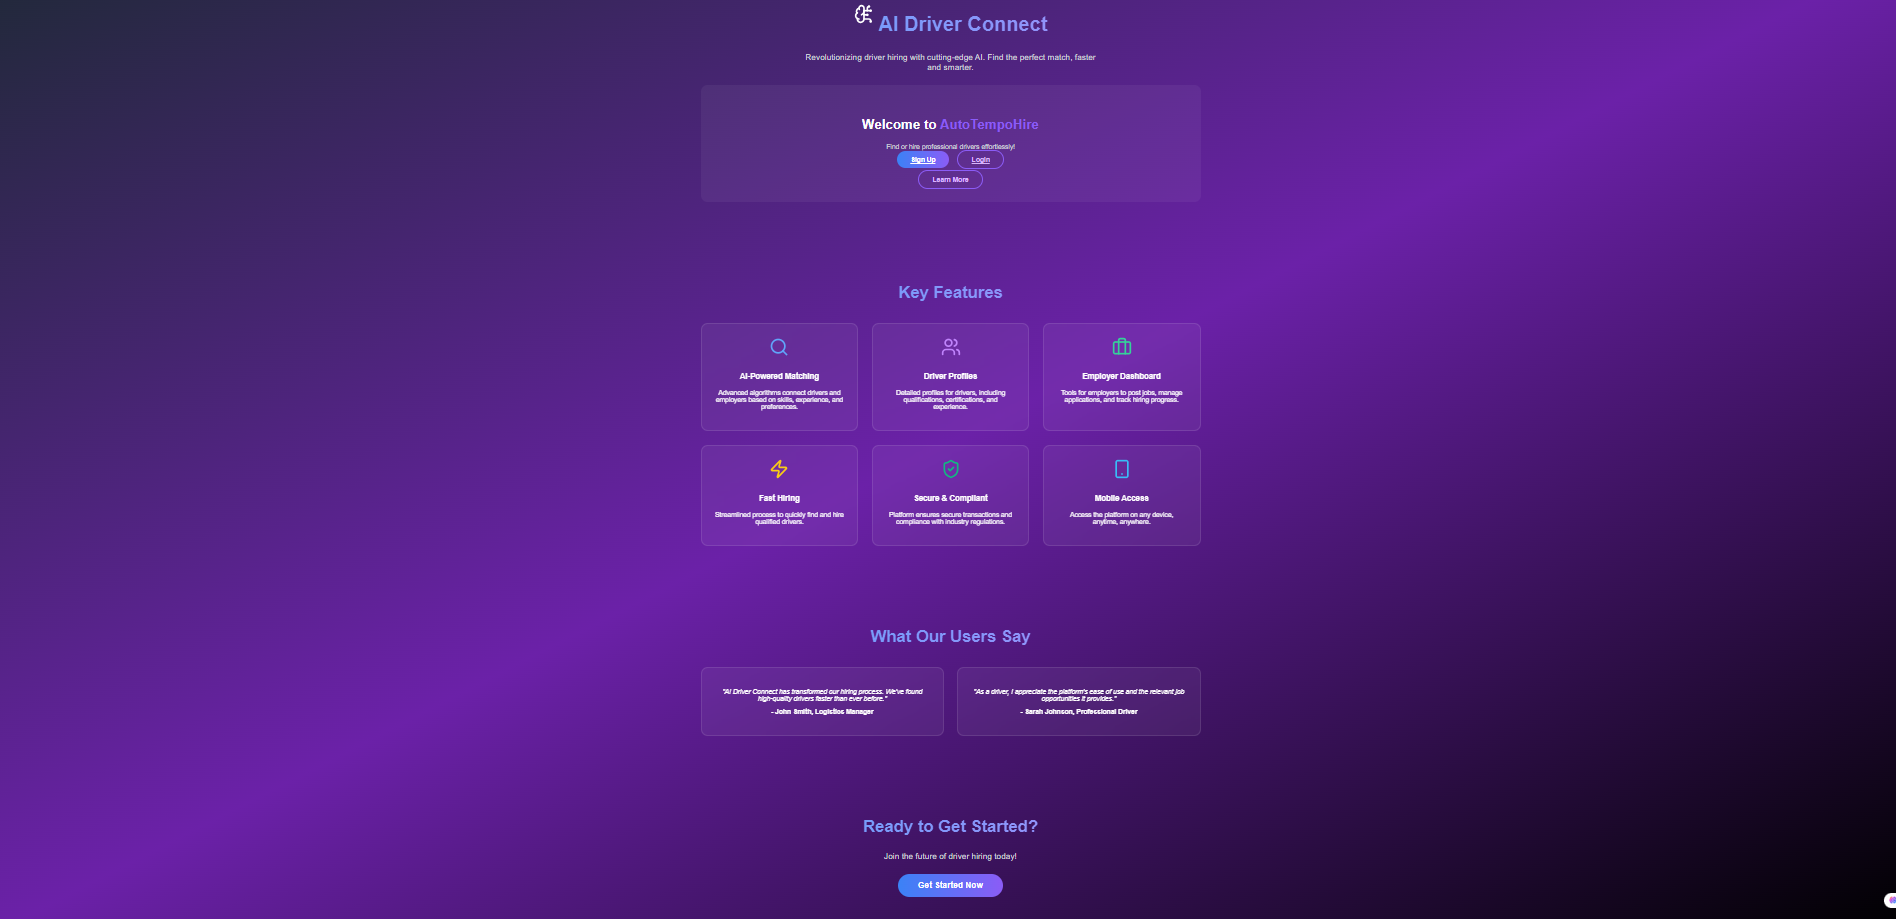 AI Driver Connect
Revolutionizing driver hiring with cutting-edge AI. Find the perfect match, faster
and smarter.
Welcome to AutoTempoHire
Find or hire professional drivers effortlessly!
Sign Up
Login
Learn More
Key Features
AI-Powered Matching
Advanced algorithms connect drivers and
employers based on skills, experience, and
preferences.
Driver Profiles
Detailed profiles for drivers, including
qualifications, certifications, and
experience.
Employer Dashboard
Tools for employers to post jobs, manage
applications, and track hiring progress.
Fast Hiring
Streamlined process to quickly find and hire
qualified drivers.
Secure & Compliant
Platform ensures secure transactions and
compliance with industry regulations.
Mobile Access
Access the platform on any device,
anytime, anywhere.
What Our Users Say
"AI Driver Connect has transformed our hiring process. We've found
high-quality drivers faster than ever before."
- John Smith, Logistics Manager
"As a driver, I appreciate the platform's ease of use and the relevant job
opportunities it provides."
- Sarah Johnson, Professional Driver
Ready to Get Started?
Join the future of driver hiring today!
Get Started Now